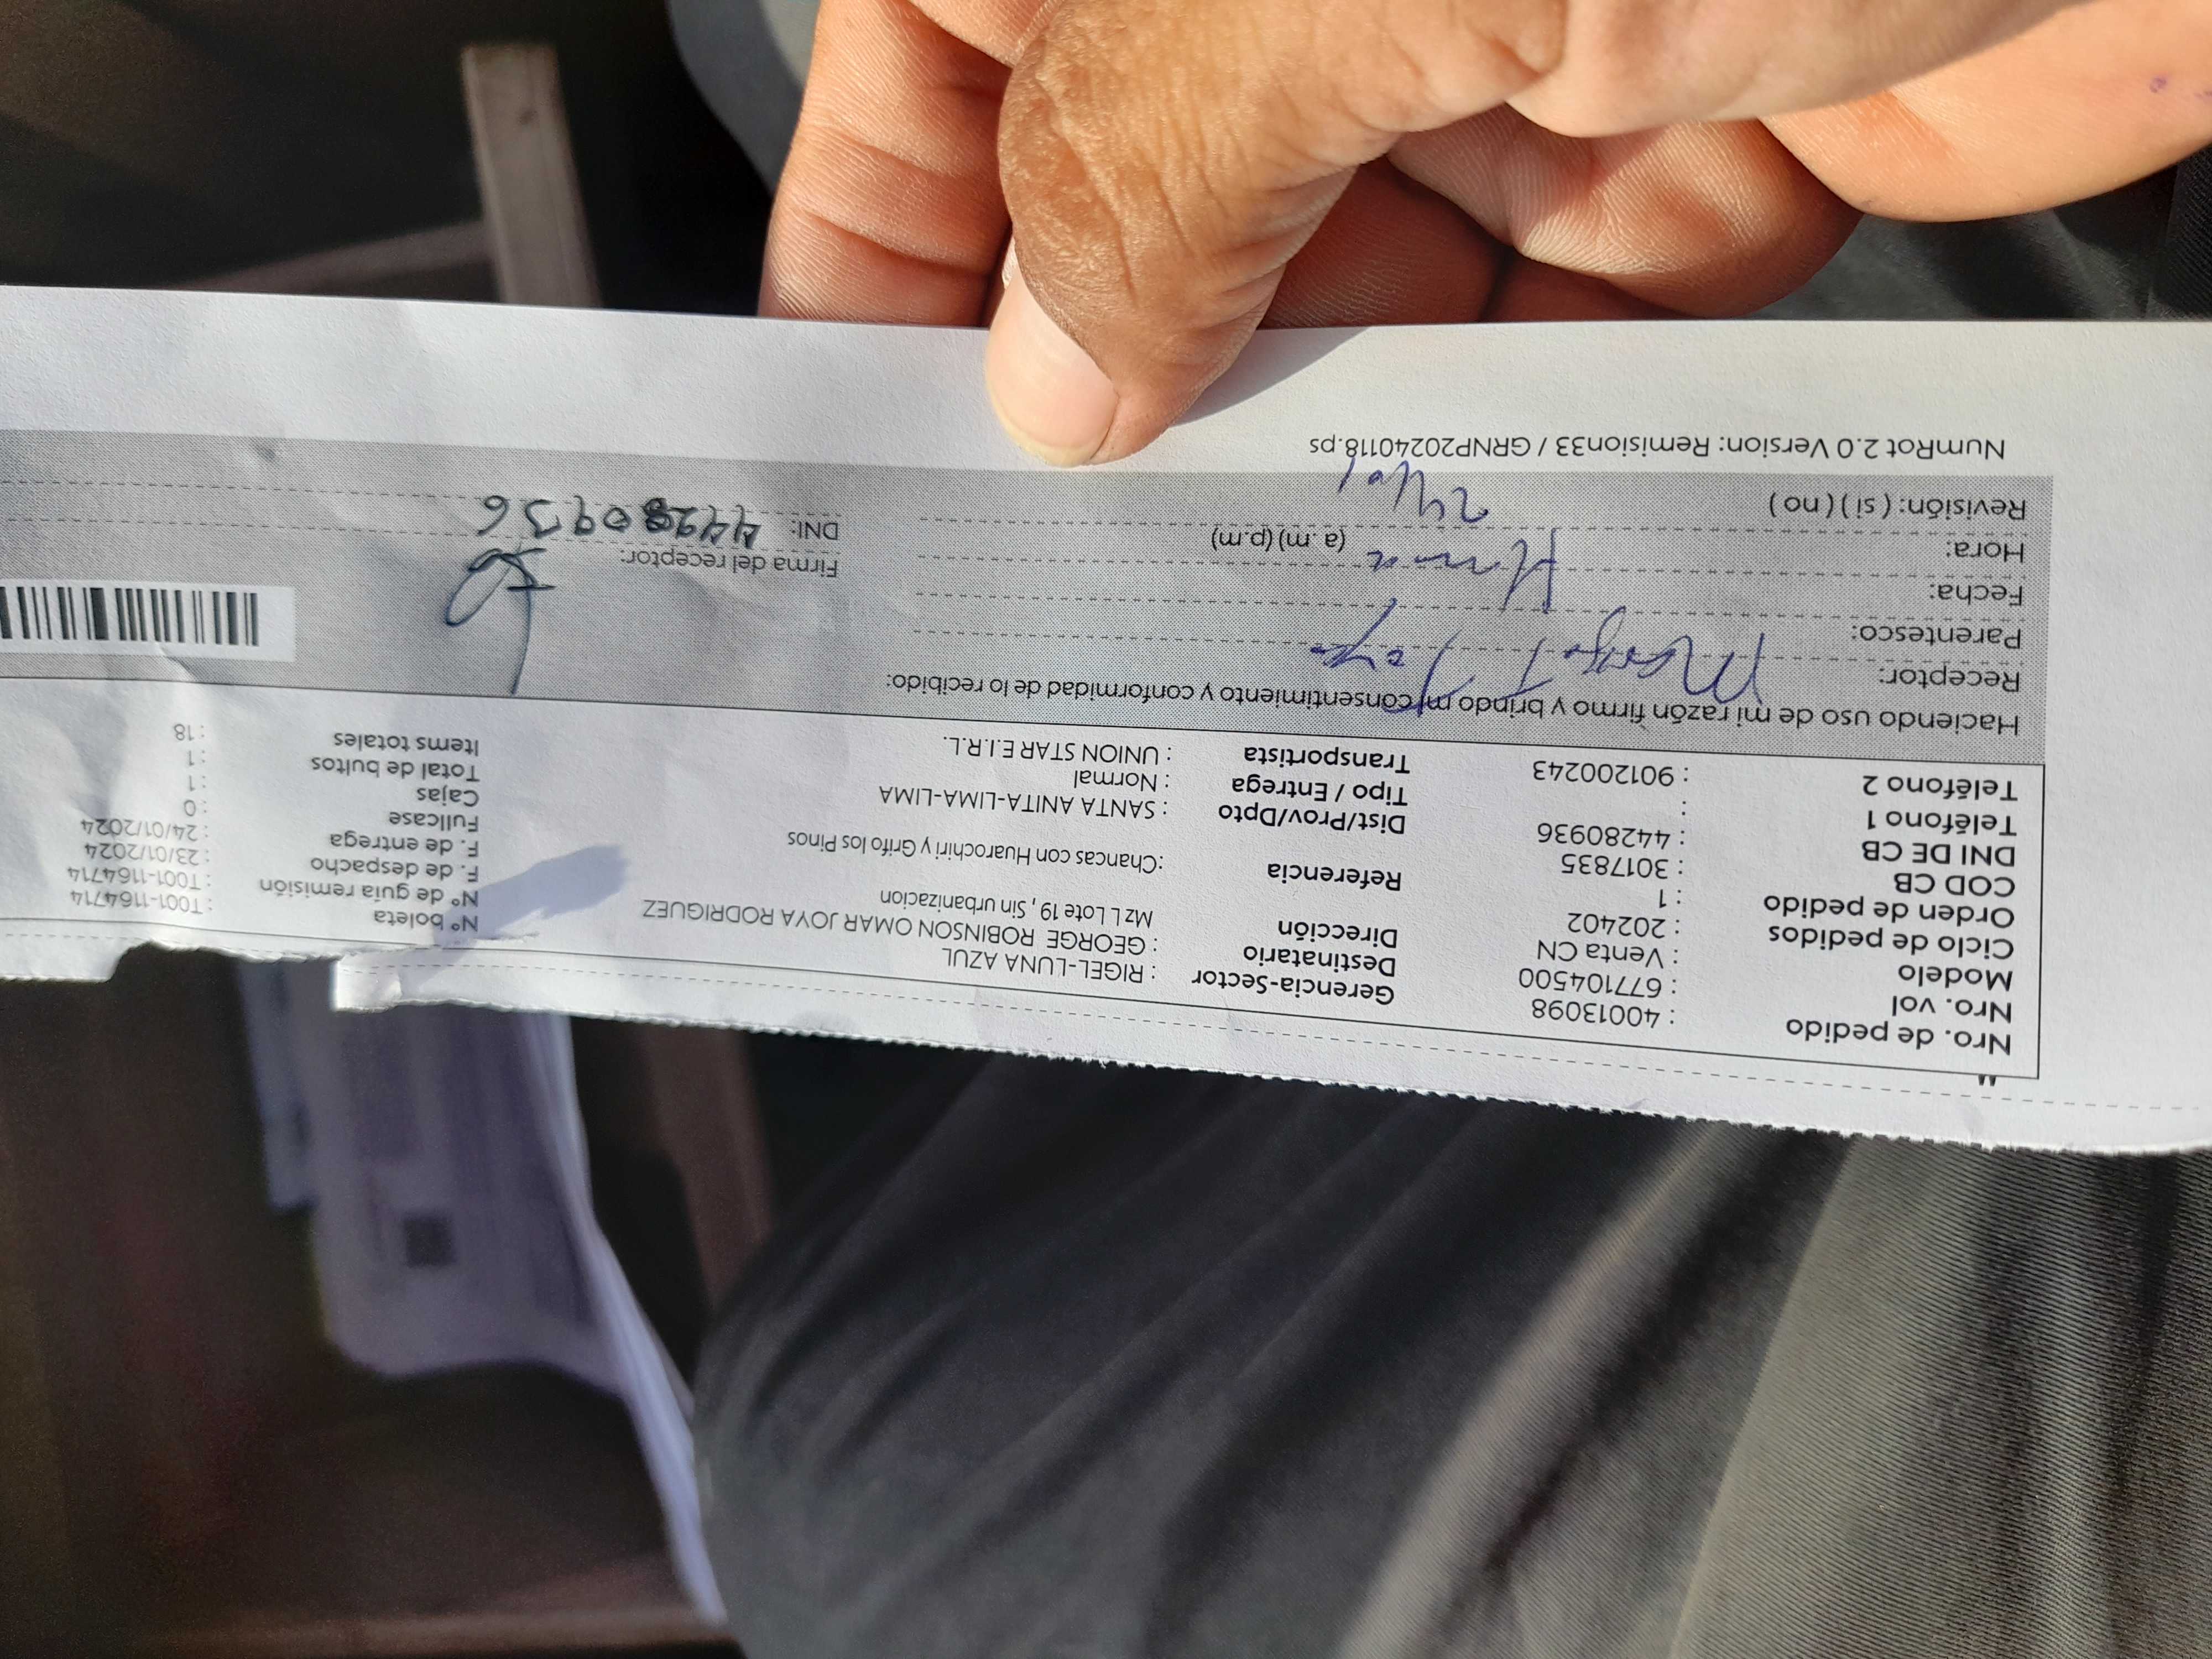 Nro. de pedido : 40013098 Gerencia-Sector : RIGEL-LUNA AZUL
Nro. vol : 677104500 Destinatario : GEORGE ROBINSON OMAR JOYA RODRIGUEZ Nº boleta : T001-1164714
Modelo : Venta CN Dirección Mz L Lote 19 , Sin urbanizacion Nº de guía remisión : T001-1164714
Ciclo de pedidos : 202402 F. de despacho : 23/01/2024
Orden de pedido : 1 Referencia :Chancas con Huarochiri y Grifo los Pinos F. de entrega : 24/01/2024
COD CB : 3017835 Fullcase : 0
DNI DE CB : 44280936 Dist/Prov/Dpto : SANTA ANITA-LIMA-LIMA Cajas : 1
Teléfono 1 : Tipo / Entrega : Normal Total de bultos : 1
Teléfono 2 : 901200243 Transportista : UNION STAR E.I.R.L. Items totales : 18
Haciendo uso de mi razón firmo y brindo mi consentimiento y conformidad de lo recibido:
Receptor: Joya
Parentesco:
Fecha: Firma del receptor:
Hora: (a. m) (p.m) DNI: 44280936
Revisión: ( si ) ( no ) 24/01
NumRot 2.0 Version: Remision33 / GRNP20240118.ps